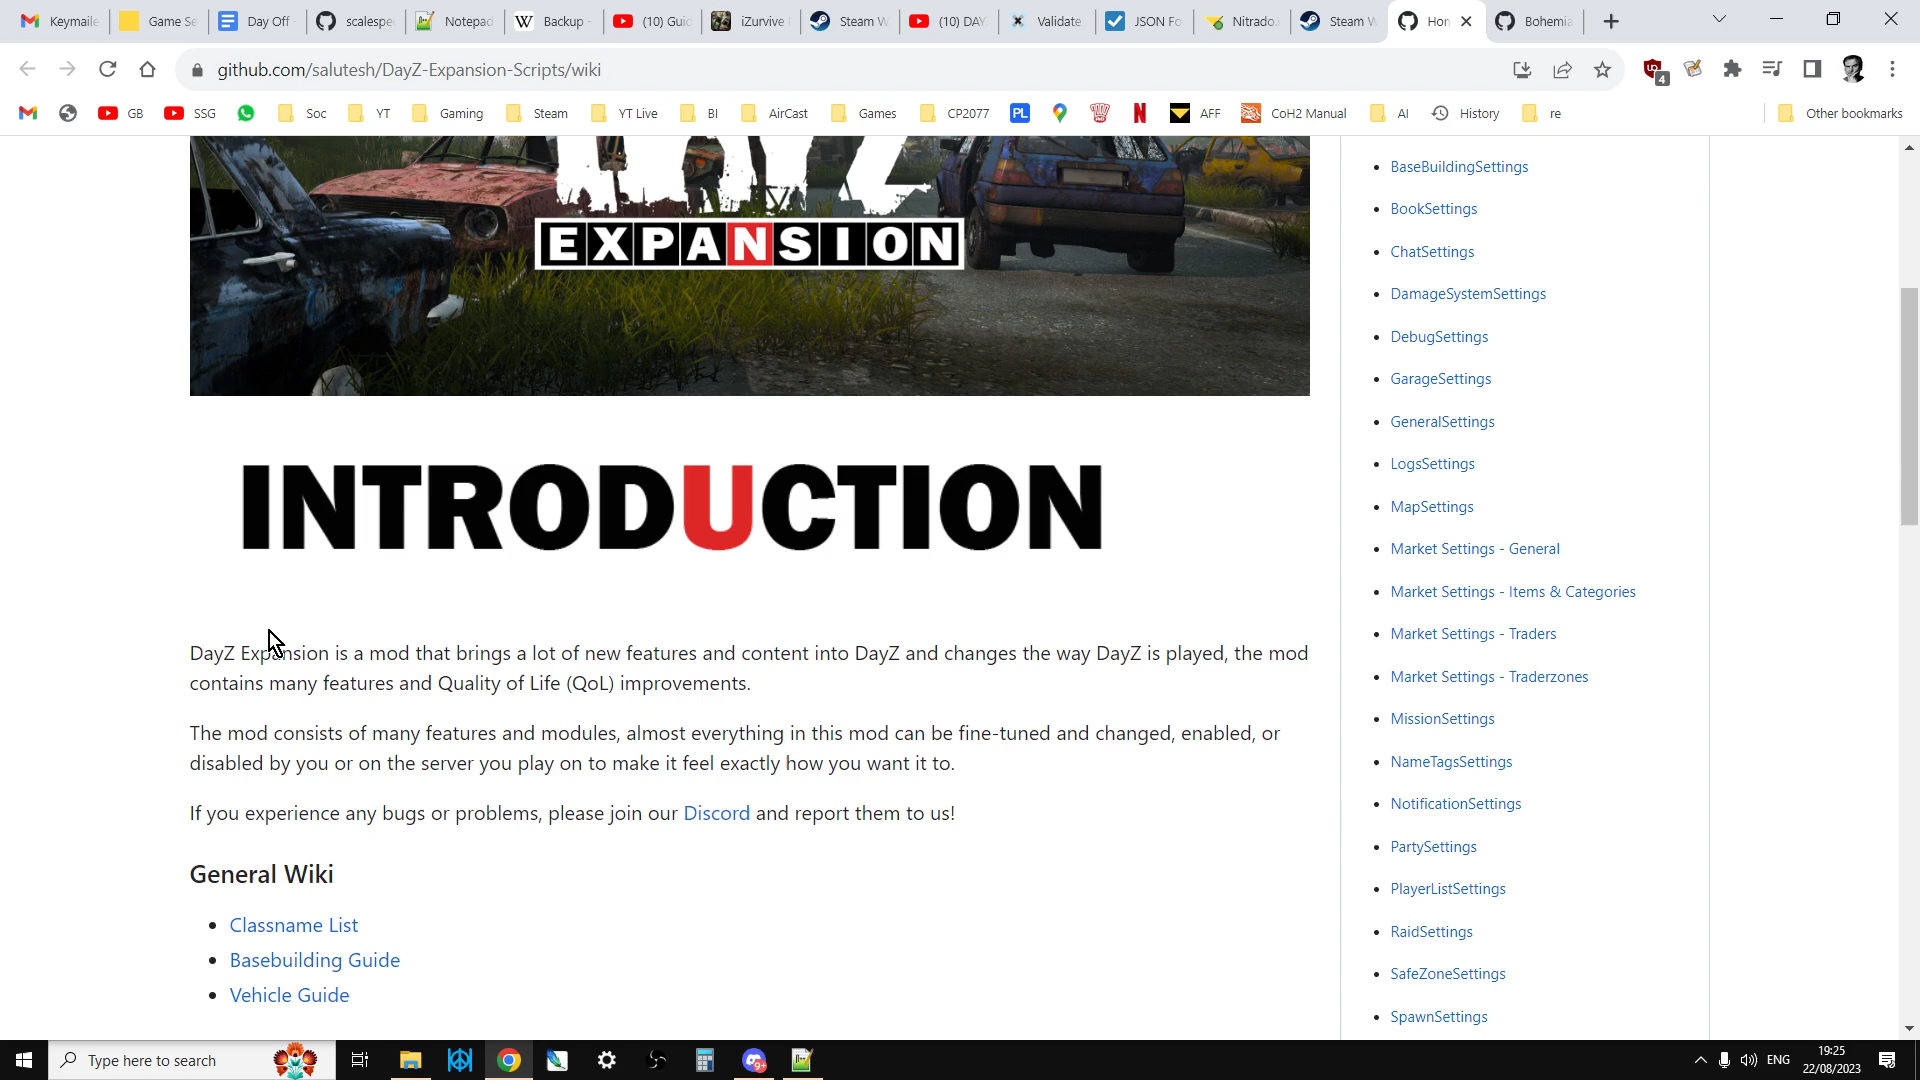 Keymaile
Game Se
Day Off
scalespe
Notepad
Backup -
(10) Guid
iZurvive
Steam W
(10) DAY
Validate
JSON Fo
Nitrado.
Steam W
Hon
Bohemia
github.com/salutesh/DayZ-Expansion-Scripts/wiki
4
GB
SSG
Soc
YT
Gaming
Steam
YT Live
BI
AirCast
Games
CP2077
PL
AFF
CoH2 Manual
AI
History
re
Other bookmarks
EXPANSION
INTRODUCTION
DayZ Expansion is a mod that brings a lot of new features and content into DayZ and changes the way DayZ is played, the mod
contains many features and Quality of Life (QoL) improvements.
The mod consists of many features and modules, almost everything in this mod can be fine-tuned and changed, enabled, or
disabled by you or on the server you play on to make it feel exactly how you want it to.
If you experience any bugs or problems, please join our Discord and report them to us!
General Wiki
Classname List
Basebuilding Guide
Vehicle Guide
BaseBuildingSettings
BookSettings
ChatSettings
DamageSystemSettings
DebugSettings
GarageSettings
GeneralSettings
LogsSettings
MapSettings
Market Settings - General
Market Settings - Items & Categories
Market Settings - Traders
Market Settings - Traderzones
MissionSettings
NameTagsSettings
NotificationSettings
PartySettings
PlayerListSettings
RaidSettings
SafeZoneSettings
SpawnSettings
Type here to search
ENG
19:25
22/08/2023